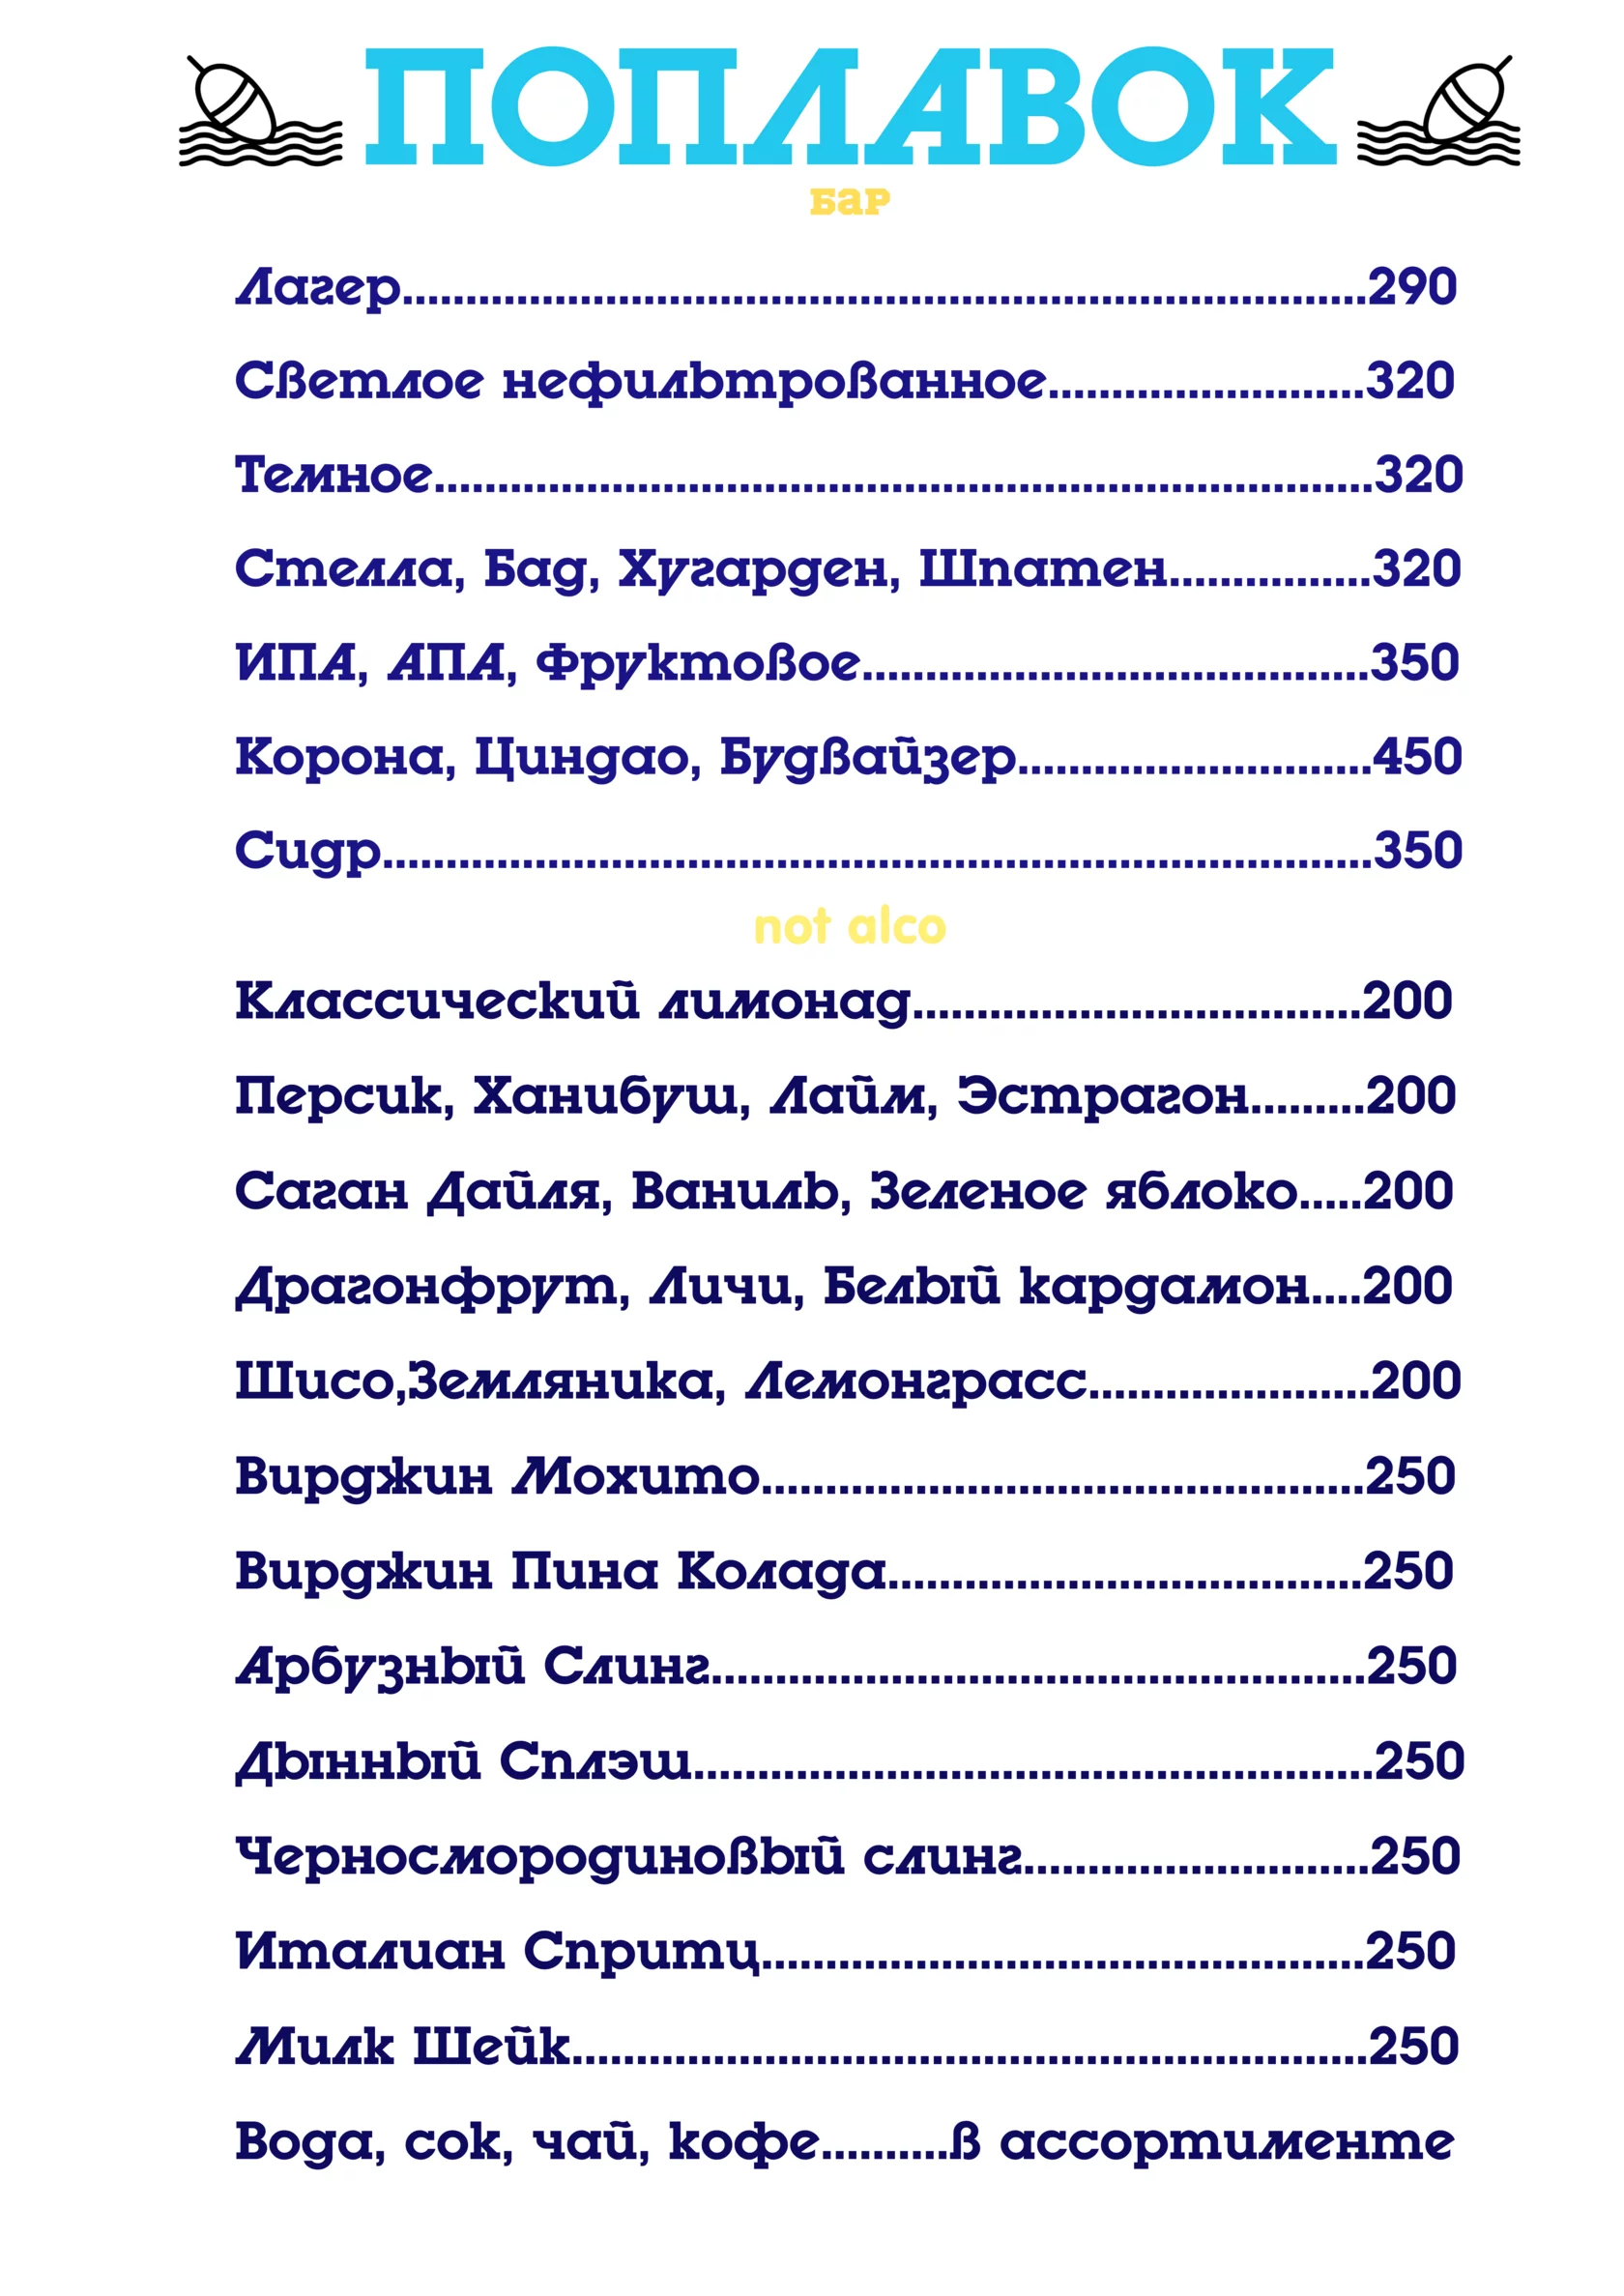 ПОПЛАВОК
бар
Лагер...........................................................................290
Светлое нефильтрованное.........................320
Темное.........................................................................320
Стелла, Бад, Хугарден, Шпатен................320
ИПА, АПА, Фруктовое........................................350
Корона, Циндао, Будвайзер............................450
Сидр.............................................................................350
not alco
Классический лимонад...................................200
Персик, Ханибуш, Лайм, Эстрагон.........200
Саган Дайля, Ваниль, Зеленое яблоко.....200
Драгонфрут, Личи, Белый кардамон....200
Шисо,Земляника, Лемонграсс......................200
Вирджин Мохито...............................................250
Вирджин Пина Колада.....................................250
Арбузный Слинг...................................................250
Дынный Сплэш.....................................................250
Черносмородиновый слинг...........................250
Италиан Спритц...............................................250
Милк Шейк..............................................................250
Вода, сок, чай, кофе..........в ассортименте